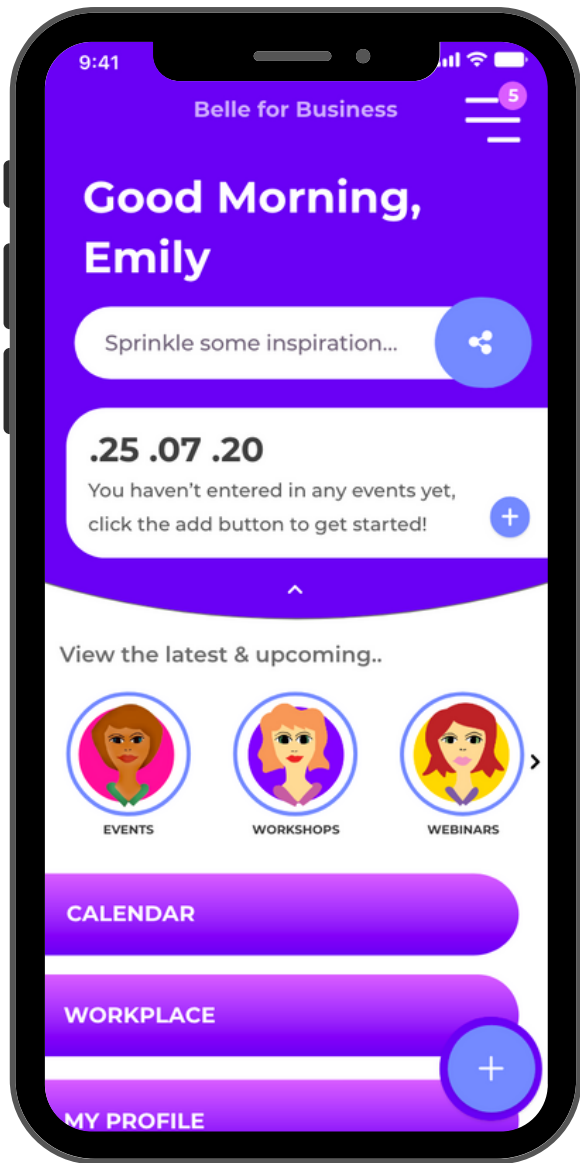 9:41
Belle for Business
5
Good Morning,
Emily
Sprinkle some inspiration...
.25 .07 .20
You haven't entered in any events yet,
click the add button to get started!
View the latest & upcoming..
EVENTS WORKSHOPS WEBINARS
CALENDAR
WORKPLACE
MY PROFILE